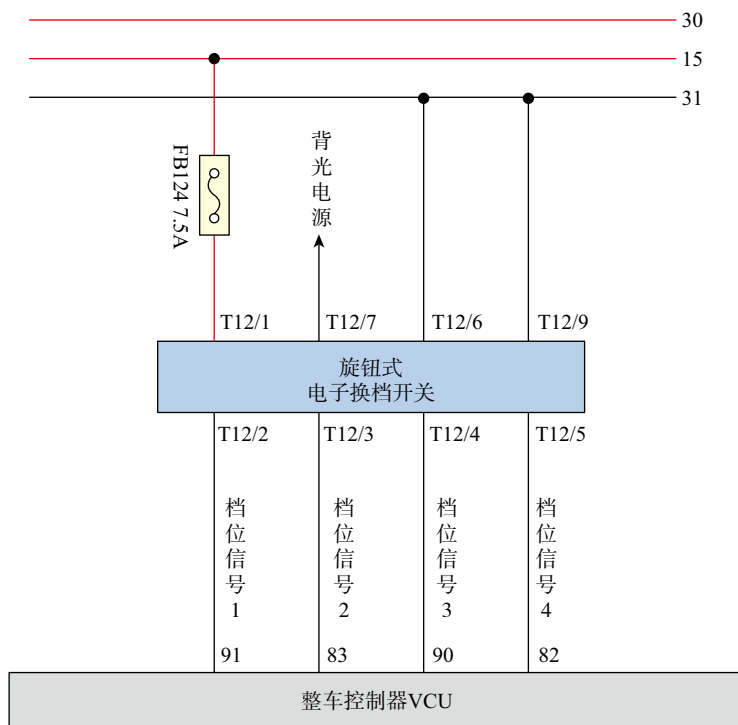 30
15
31
FB124 7.5A
背光电源
T12/1
T12/7
T12/6
T12/9
旋钮式
电子换档开关
T12/2
T12/3
T12/4
T12/5
档位信号1
档位信号2
档位信号3
档位信号4
91
83
90
82
整车控制器VCU